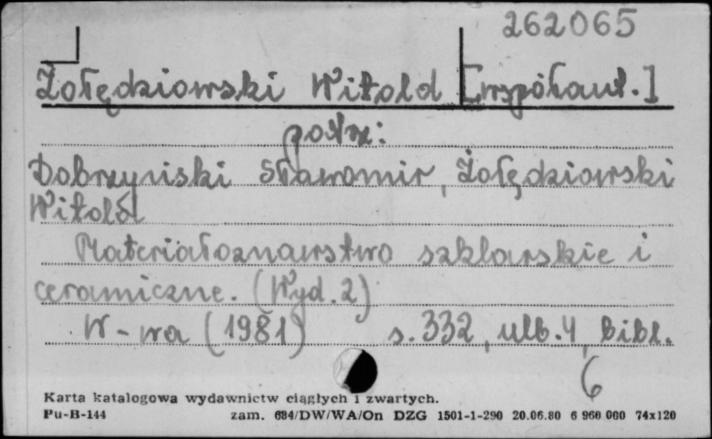 262065
Żołędziowski Witold [współaut.]
patrz:
Dobrzyński Sławomir, Żołędziowski
Witold
Materiałoznawstwo szklarskie i
ceramiczne. (Wyd. 2)
W-wa (1981) s. 332, ulb. 4, bibl.
6
Karta katalogowa wydawnictw ciągłych i zwartych.
Pu-B-144 zam. 684/DW/WA/On DZG 1501-1-290 20.06.80 6 960 000 74x120